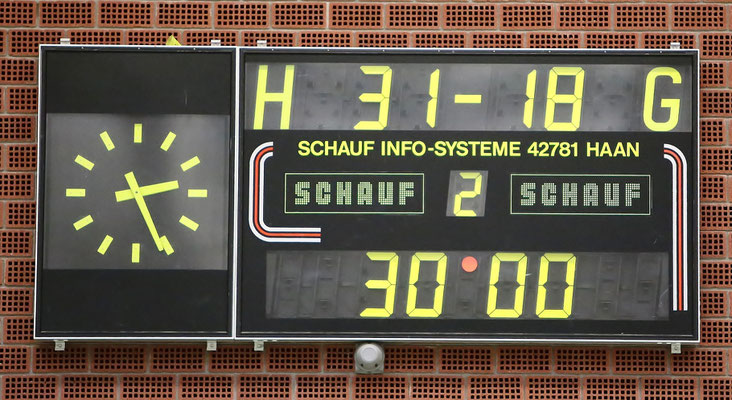 H 31-18 G
SCHAUF INFO-SYSTEME 42781 HAAN
SCHAUF 2 SCHAUF
30 00